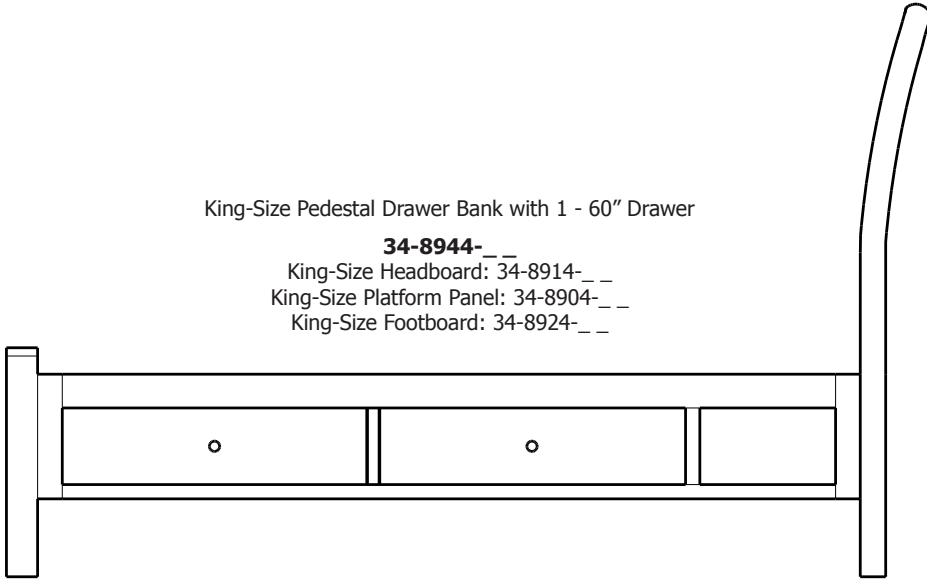 King-Size Pedestal Drawer Bank with 1 - 60” Drawer
34-8944-_ _
King-Size Headboard: 34-8914-_ _
King-Size Platform Panel: 34-8904-_ _
King-Size Footboard: 34-8924-_ _